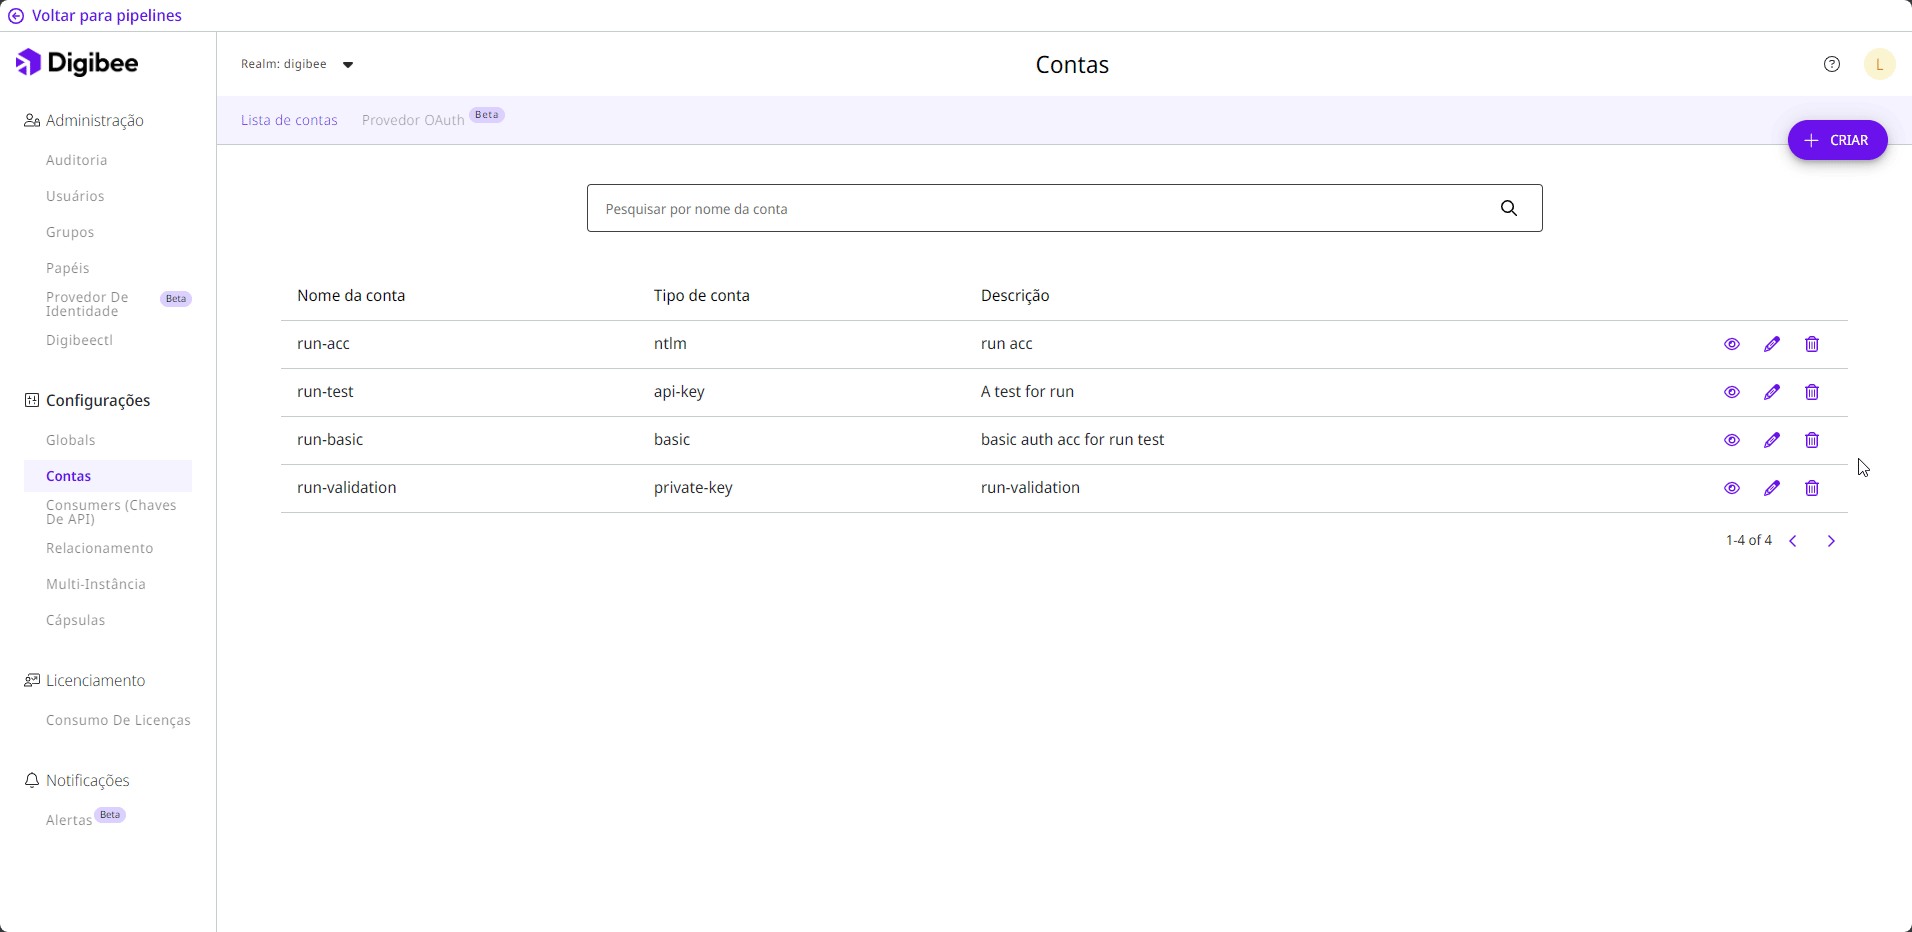 Voltar para pipelines
Digibee
Realm: digibee
Contas
L
Lista de contas
Provedor OAuth Beta
CRIAR
Administração
Auditoria
Usuários
Grupos
Papéis
Provedor De
Identidade
Beta
Digibeectl
Configurações
Globals
Contas
Consumers (Chaves
De API)
Relacionamento
Multi-Instância
Cápsulas
Licenciamento
Consumo De Licenças
Notificações
Alertas Beta
Pesquisar por nome da conta
Nome da conta Tipo de conta Descrição
run-acc ntlm run acc
run-test api-key A test for run
run-basic basic basic auth acc for run test
run-validation private-key run-validation
1-4 of 4